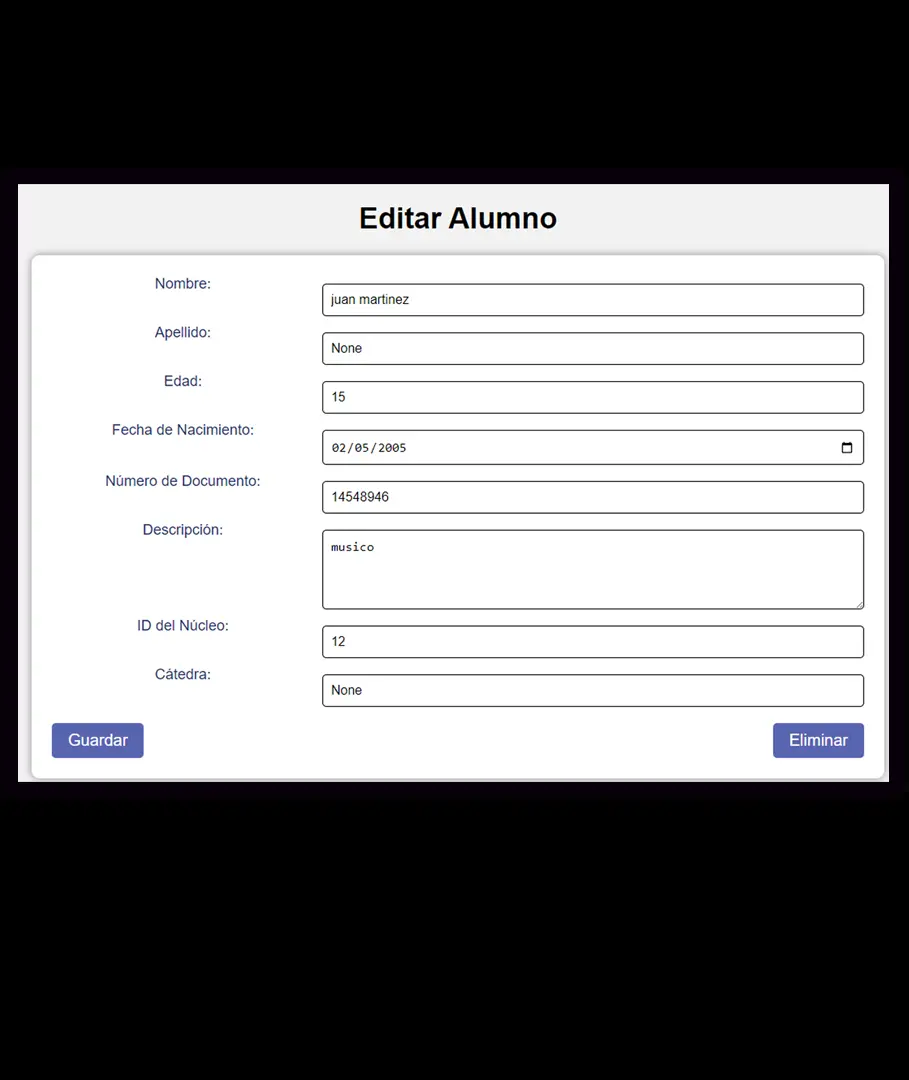 Editar Alumno
Nombre:
juan martinez
Apellido:
None
Edad:
15
Fecha de Nacimiento:
02/05/2005
Número de Documento:
14548946
Descripción:
musico
ID del Núcleo:
12
Cátedra:
None
Guardar
Eliminar